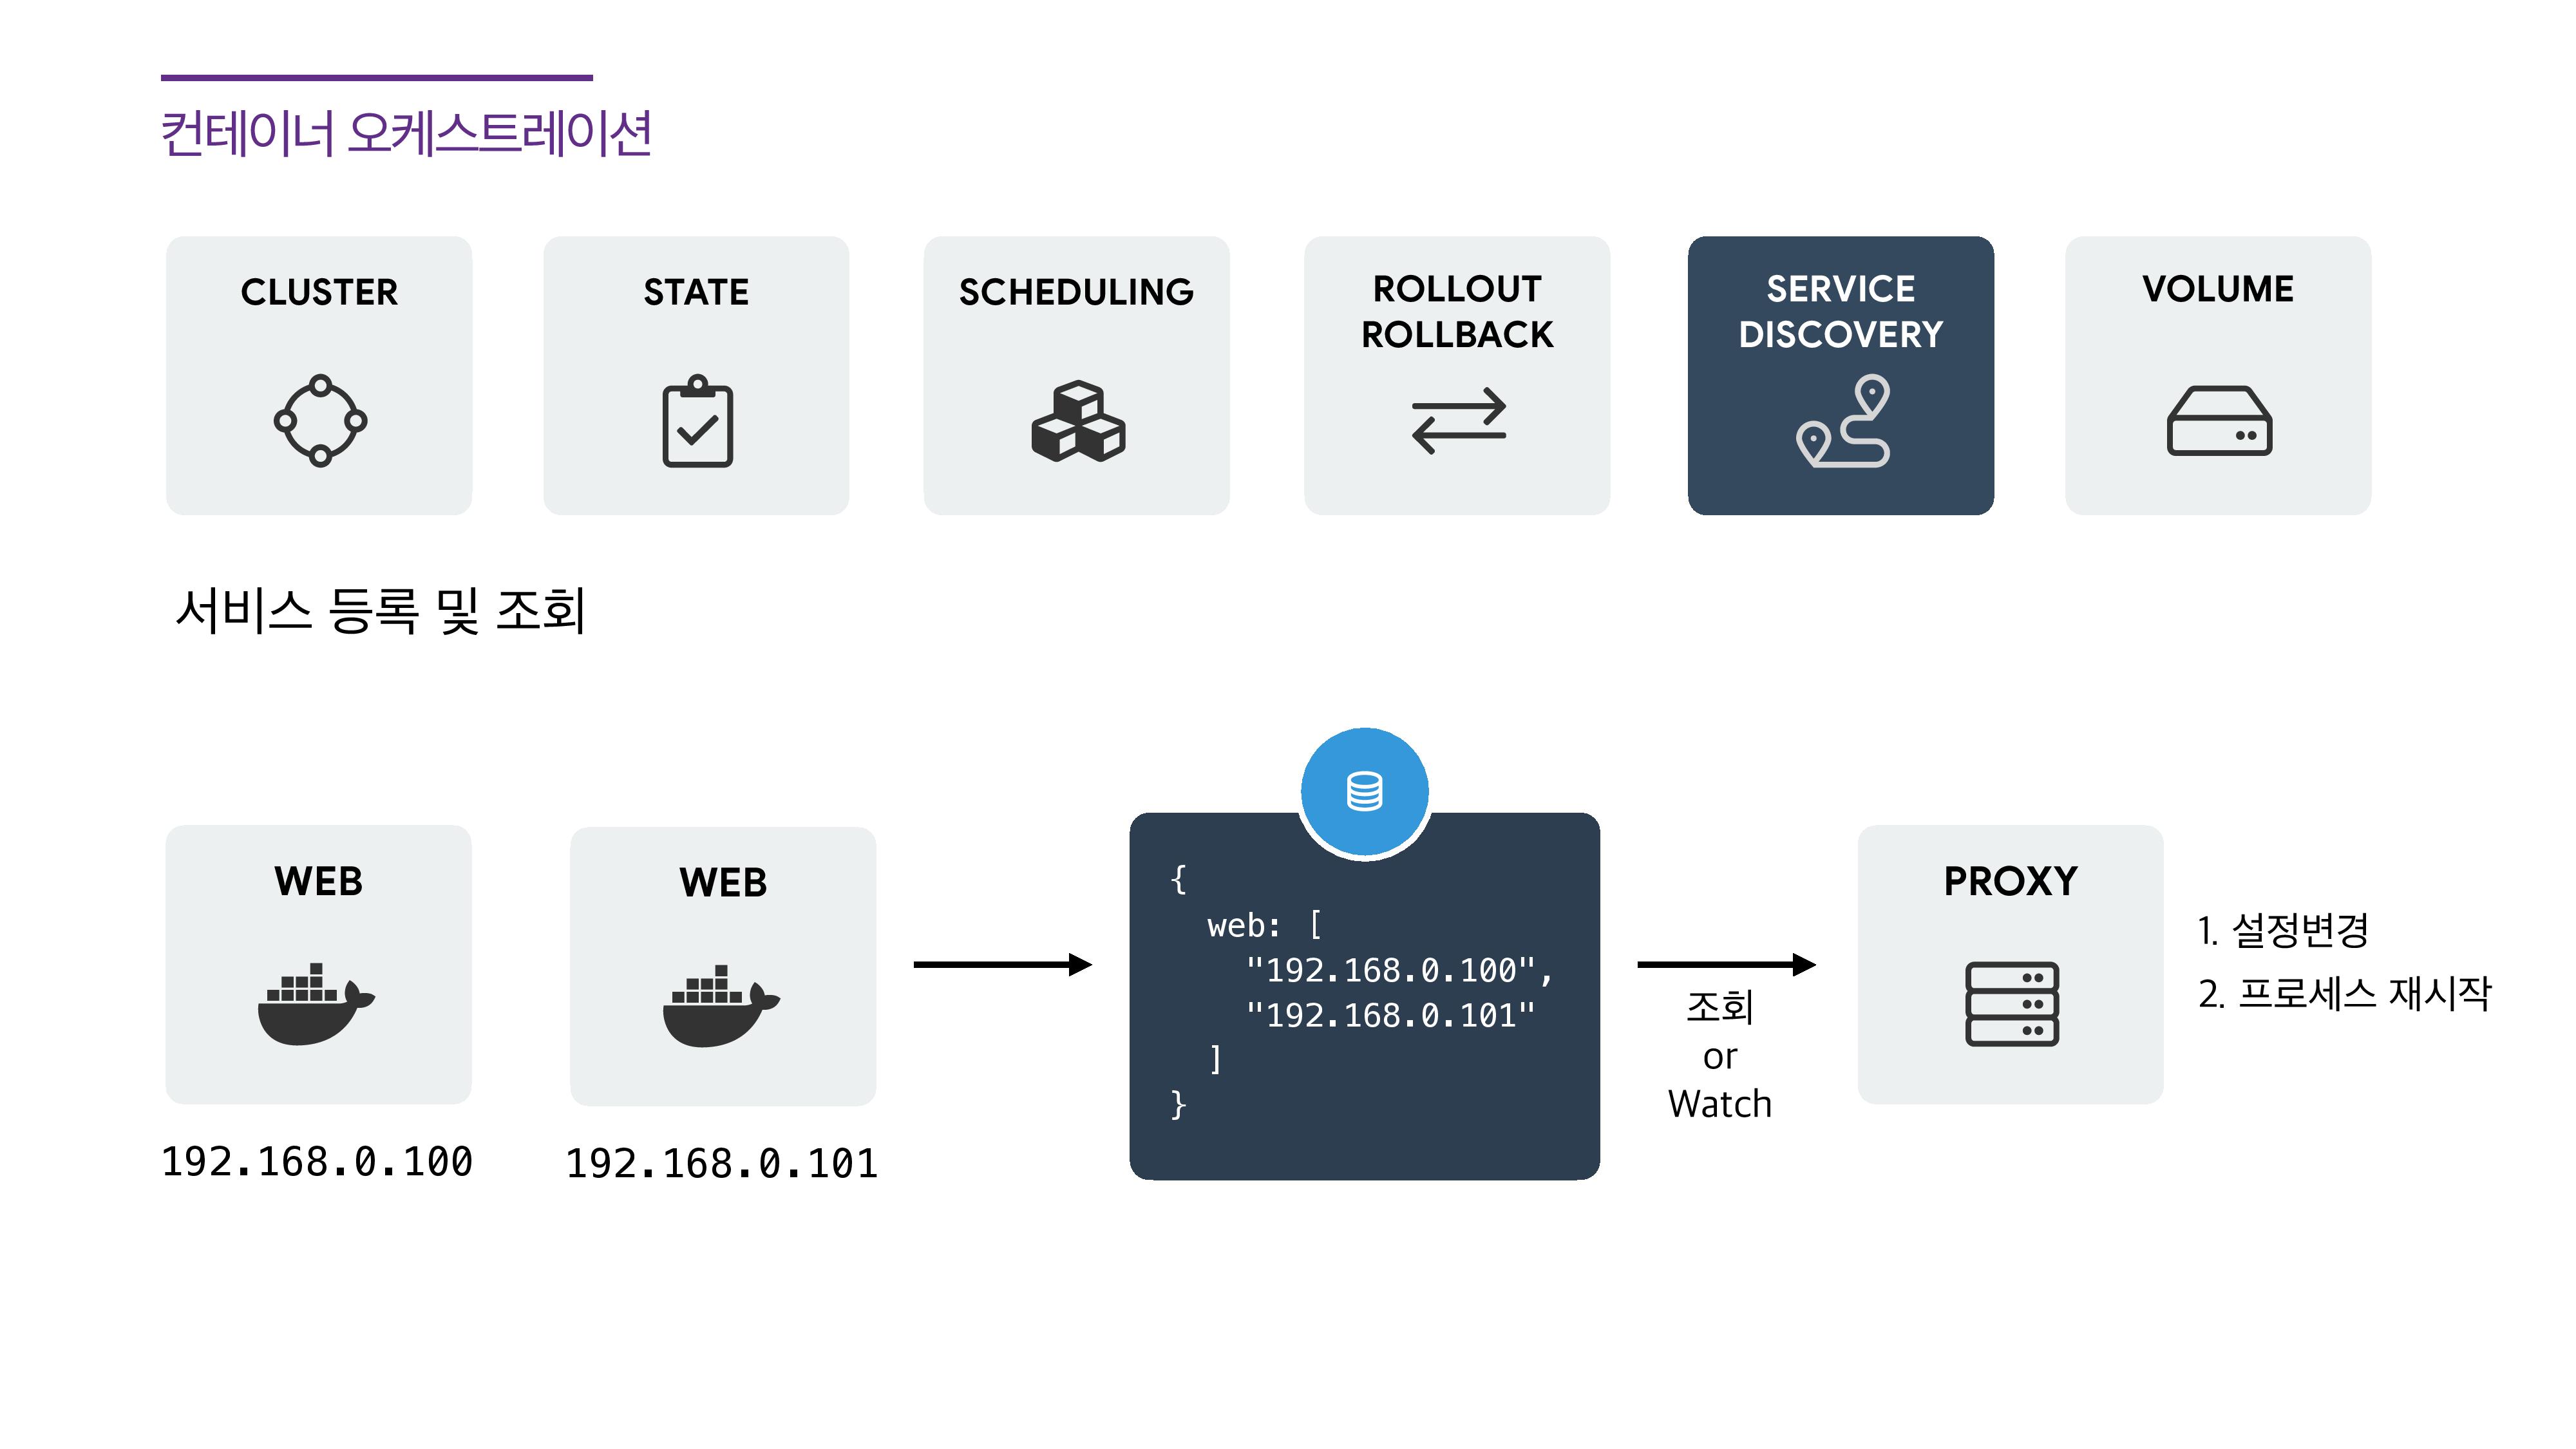 컨테이너 오케스트레이션
CLUSTER
STATE
SCHEDULING
ROLLOUT
ROLLBACK
SERVICE
DISCOVERY
VOLUME
서비스 등록 및 조회
WEB
192.168.0.100
WEB
192.168.0.101
{
  web: [
    "192.168.0.100",
    "192.168.0.101"
  ]
}
조회
or
Watch
PROXY
1. 설정변경
2. 프로세스 재시작